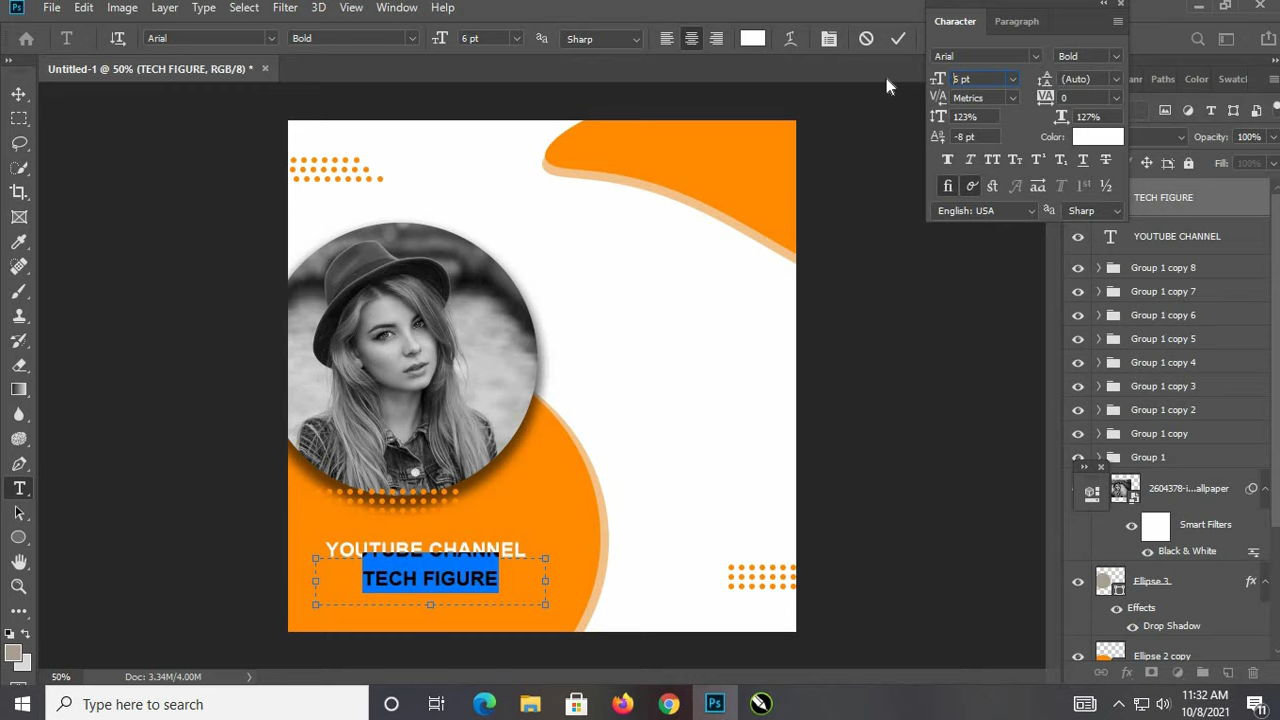 File Edit Image Layer Type Select Filter 3D View Window Help
Arial Bold 6 pt Sharp
Untitled-1 @ 50% (TECH FIGURE, RGB/8) *
Character Paragraph
Arial Bold
6 pt (Auto)
Metrics 0
123% 127%
-8 pt Color:
English: USA Sharp
Paths Color Swatcl
Opacity: 100%
Fill: 100%
TECH FIGURE
YOUTUBE CHANNEL
Group 1 copy 8
Group 1 copy 7
Group 1 copy 6
Group 1 copy 5
Group 1 copy 4
Group 1 copy 3
Group 1 copy 2
Group 1 copy
Group 1
2604378-i...allpaper
Smart Filters
Black & White
Effects
Drop Shadow
Ellipse 2 copy
YOUTUBE CHANNEL
TECH FIGURE
50% Doc: 3.34M/4.00M
Type here to search
11:32 AM
10/8/2021